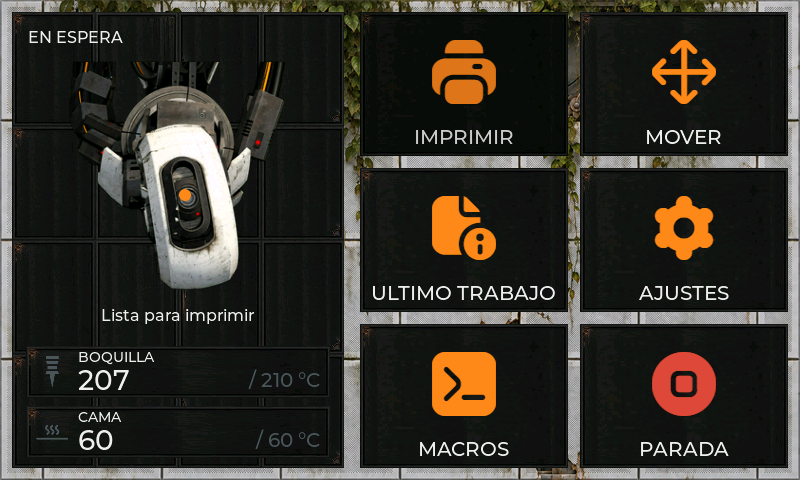 EN ESPERA
Lista para imprimir
BOQUILLA
207 / 210 °C
CAMA
60 / 60 °C
IMPRIMIR
MOVER
ULTIMO TRABAJO
AJUSTES
MACROS
PARADA